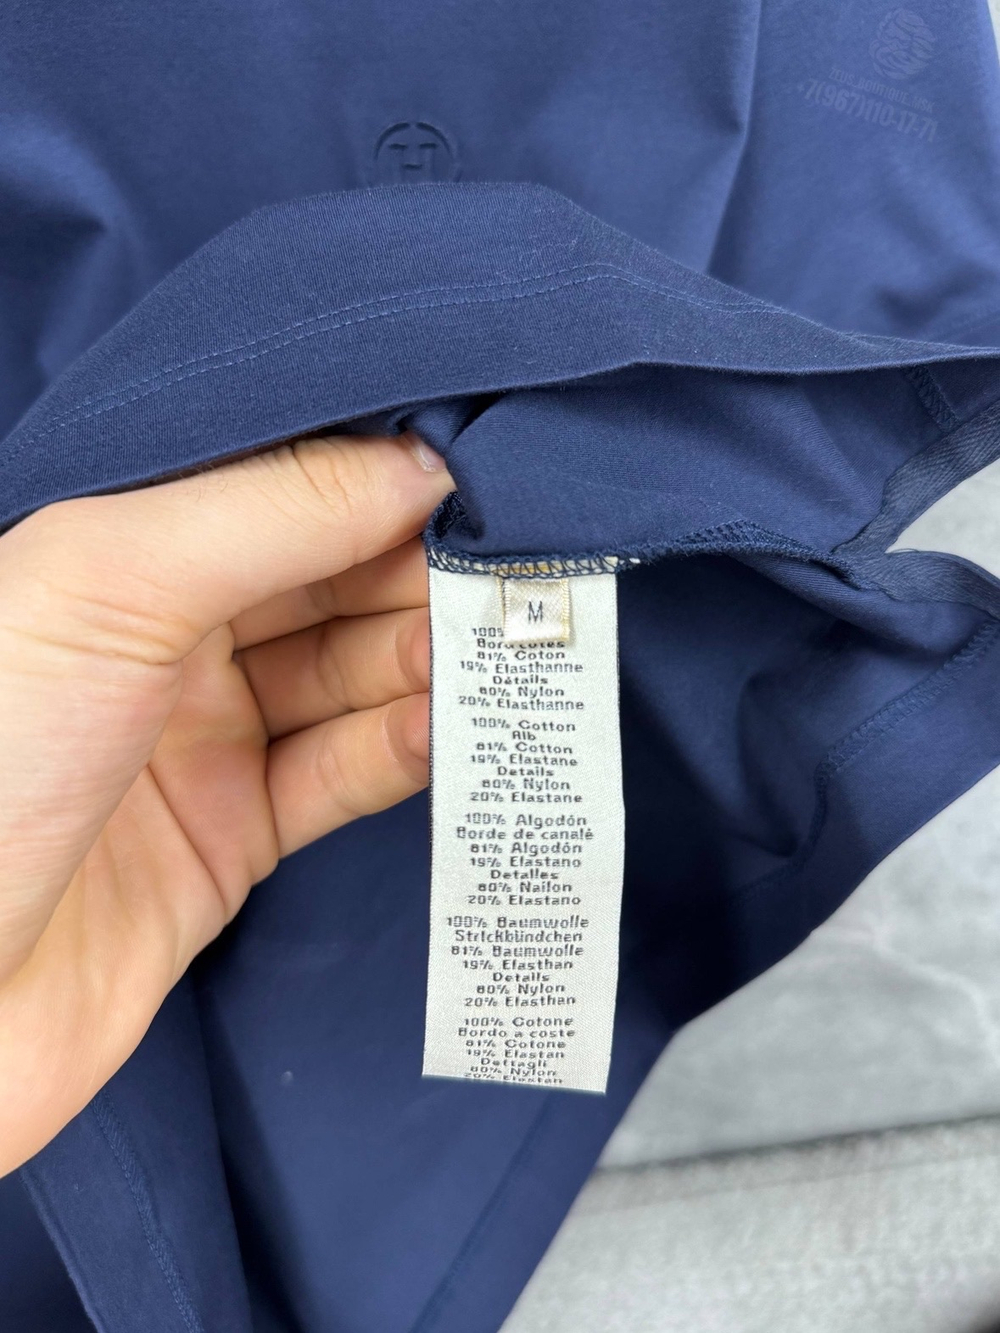 ZEUS_BOUTIQUE_MSK
+7(967)110-17-71
H
M
100%
Bord côtes
81% Coton
19% Elasthanne
Détails
80% Nylon
20% Elasthanne
100% Cotton
Rib
81% Cotton
19% Elastane
Details
80% Nylon
20% Elastane
100% Algodón
Borde de canalé
81% Algodón
19% Elastano
Detalles
80% Nailon
20% Elastano
100% Baumwolle
Strickbündchen
81% Baumwolle
19% Elasthan
Details
80% Nylon
20% Elasthan
100% Cotone
Bordo a coste
81% Cotone
19% Elastan
Dettagli
80% Nylon
20% Elastan